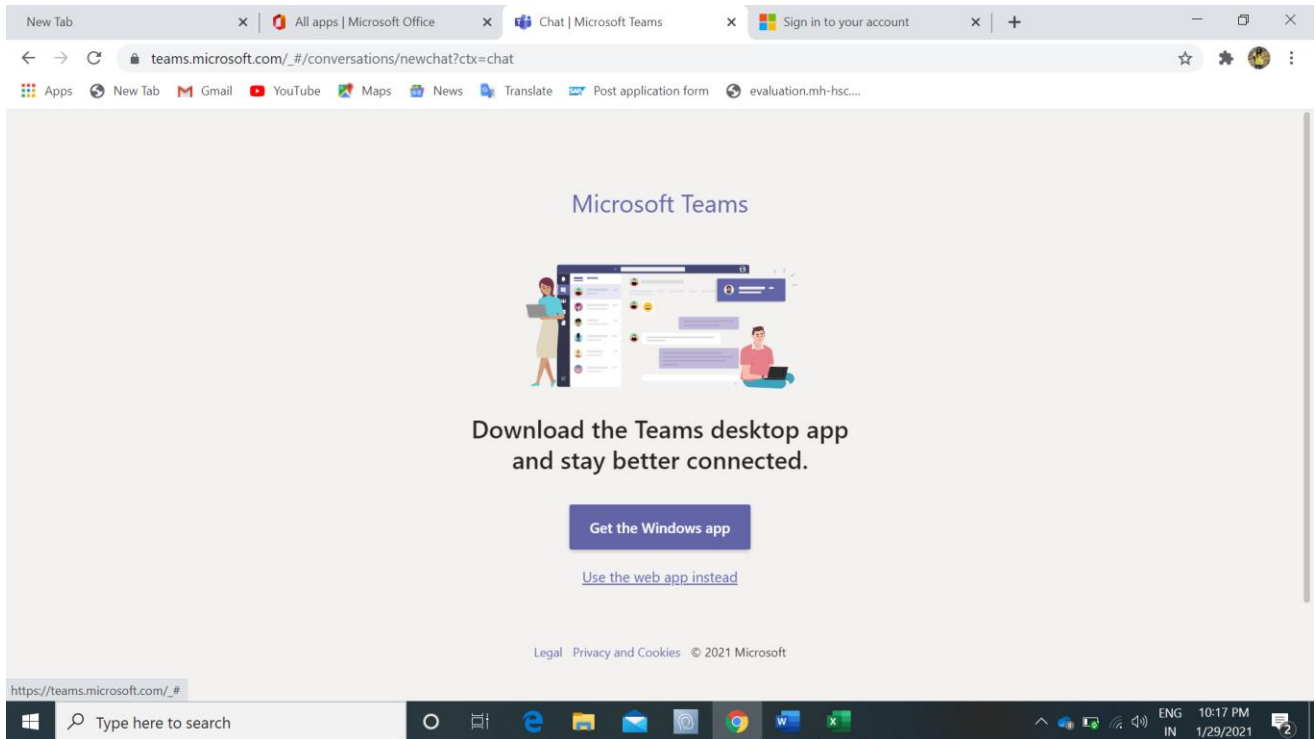 New Tab
All apps | Microsoft Office
Chat | Microsoft Teams
Sign in to your account
teams.microsoft.com/_#/conversations/newchat?ctx=chat
Apps New Tab Gmail YouTube Maps News Translate Post application form evaluation.mh-hsc....
Microsoft Teams
Download the Teams desktop app
and stay better connected.
Get the Windows app
Use the web app instead
Legal Privacy and Cookies © 2021 Microsoft
https://teams.microsoft.com/_#
Type here to search
ENG 10:17 PM
IN 1/29/2021
2